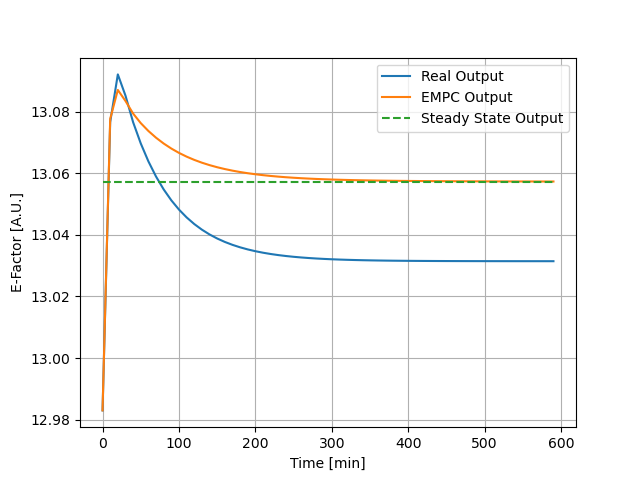 Real Output
EMPC Output
Steady State Output
E-Factor [A.U.]
13.08
13.06
13.04
13.02
13.00
12.98
0
100
200
300
400
500
600
Time [min]